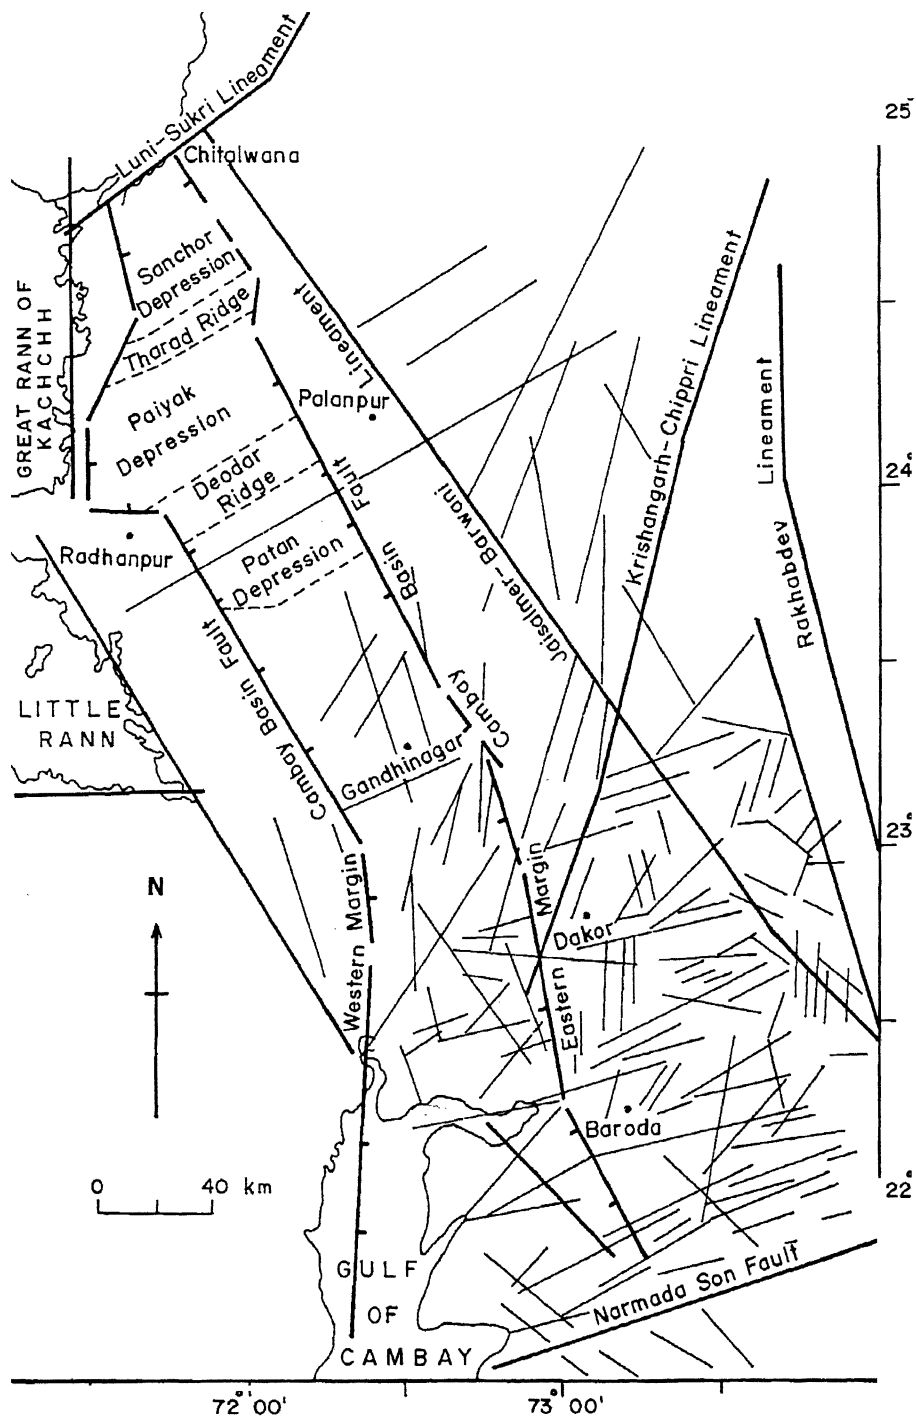 25°
Luni-Sukri Lineament
Chitalwana
Sanchor
Depression
Tharad Ridge
GREAT RANN OF
KACHCHH
Lineament
Krishangarh-Chippri Lineament
Paiyak
Depression
Palanpur
Lineament
24°
Deodar
Ridge
Fault
Jaisalmer-Barwani
Radhanpur
Patan
Depression
Basin
Rakhabdev
LITTLE
RANN
Cambay Basin Fault
Cambay
Gandhinagar
23°
N
Western Margin
Margin
Dakor
Eastern
Baroda
0 40 km
22°
GULF
OF
CAMBAY
Narmada Son Fault
72°00'
73°00'